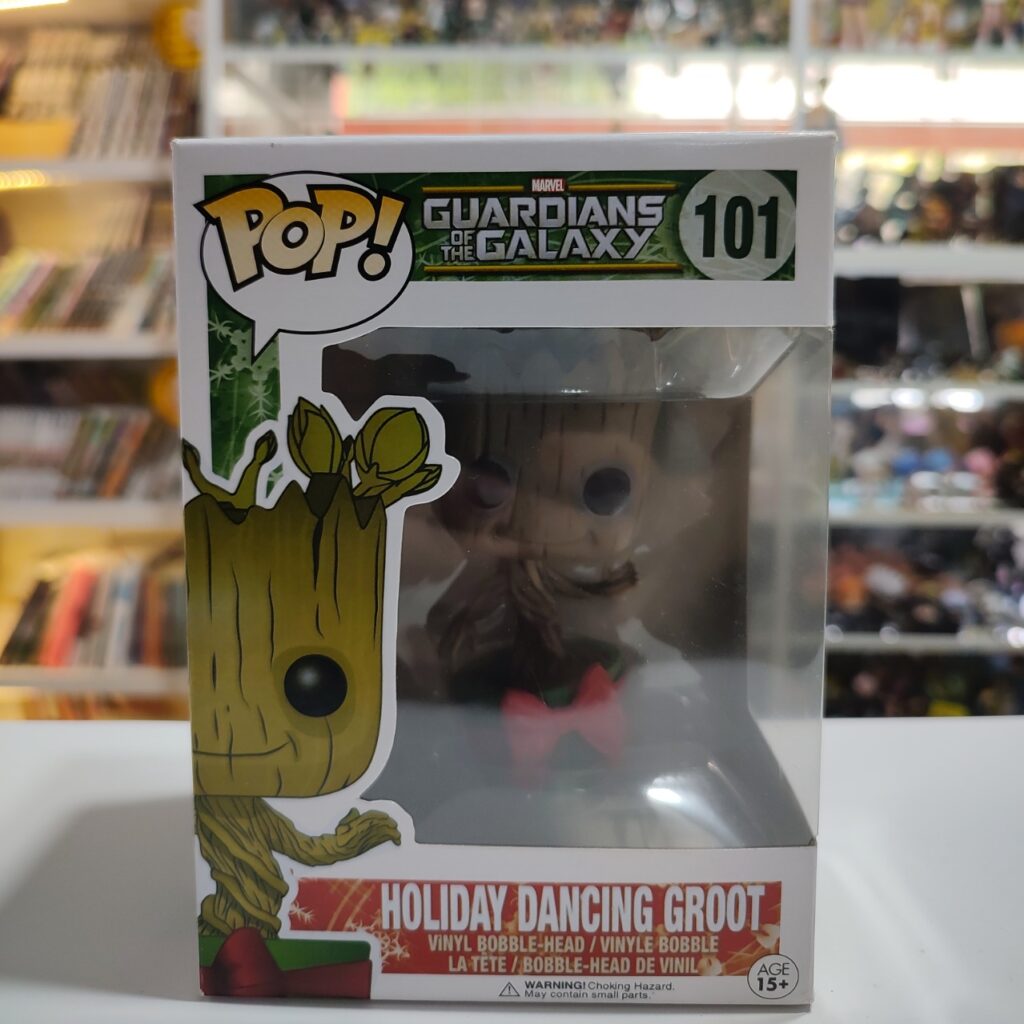 POP!
MARVEL
GUARDIANS
OF THE GALAXY
101
HOLIDAY DANCING GROOT
VINYL BOBBLE-HEAD / VINYLE BOBBLE
LA TÊTE / BOBBLE-HEAD DE VINIL
WARNING! Choking Hazard.
May contain small parts.
AGE
15+